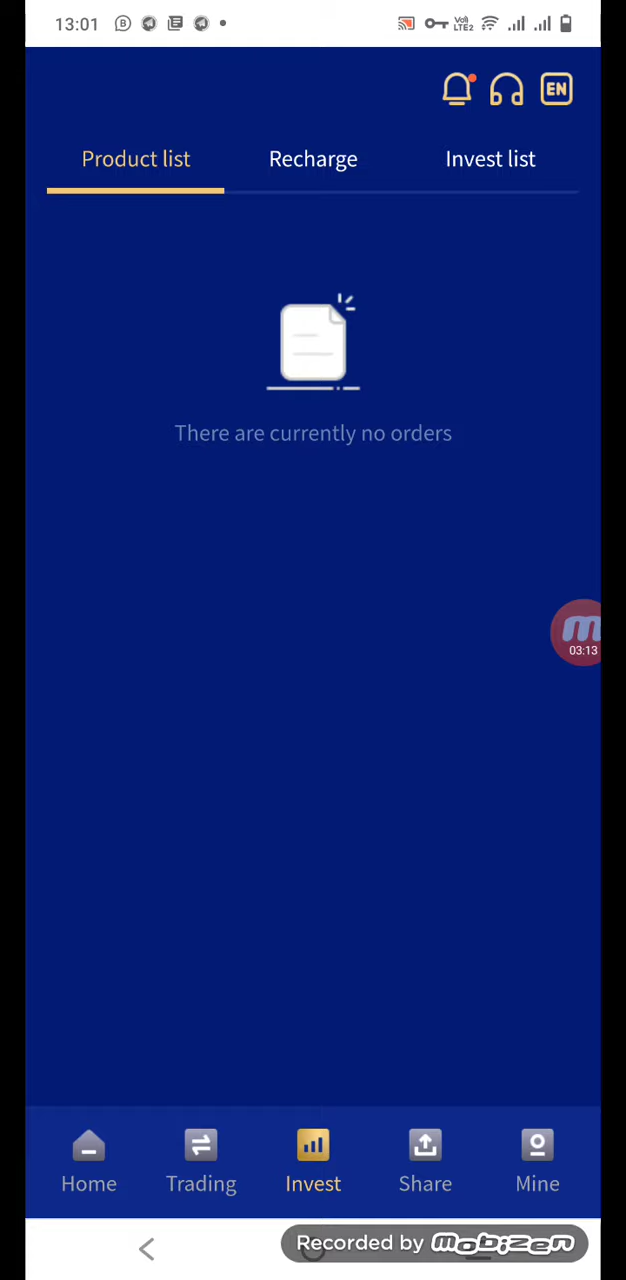 13:01 VoLTE2
EN
Product list Recharge Invest list
There are currently no orders
m
03:13
Home Trading Invest Share Mine
Recorded by mobizen